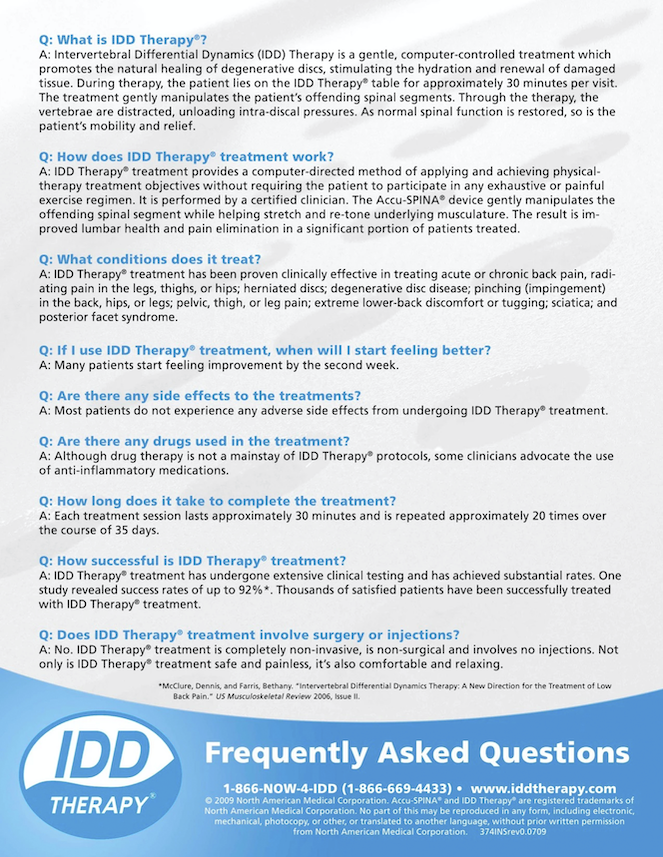 Q: What is IDD Therapy®?
A: Intervertebral Differential Dynamics (IDD) Therapy is a gentle, computer-controlled treatment which
promotes the natural healing of degenerative discs, stimulating the hydration and renewal of damaged
tissue. During therapy, the patient lies on the IDD Therapy® table for approximately 30 minutes per visit.
The treatment gently manipulates the patient's offending spinal segments. Through the therapy, the
vertebrae are distracted, unloading intra-discal pressures. As normal spinal function is restored, so is the
patient's mobility and relief.
Q: How does IDD Therapy® treatment work?
A: IDD Therapy® treatment provides a computer-directed method of applying and achieving physical-
therapy treatment objectives without requiring the patient to participate in any exhaustive or painful
exercise regimen. It is performed by a certified clinician. The Accu-SPINA® device gently manipulates the
offending spinal segment while helping stretch and re-tone underlying musculature. The result is im-
proved lumbar health and pain elimination in a significant portion of patients treated.
Q: What conditions does it treat?
A: IDD Therapy® treatment has been proven clinically effective in treating acute or chronic back pain, radi-
ating pain in the legs, thighs, or hips; herniated discs; degenerative disc disease; pinching (impingement)
in the back, hips, or legs; pelvic, thigh, or leg pain; extreme lower-back discomfort or tugging; sciatica; and
posterior facet syndrome.
Q: If I use IDD Therapy® treatment, when will I start feeling better?
A: Many patients start feeling improvement by the second week.
Q: Are there any side effects to the treatments?
A: Most patients do not experience any adverse side effects from undergoing IDD Therapy® treatment.
Q: Are there any drugs used in the treatment?
A: Although drug therapy is not a mainstay of IDD Therapy® protocols, some clinicians advocate the use
of anti-inflammatory medications.
Q: How long does it take to complete the treatment?
A: Each treatment session lasts approximately 30 minutes and is repeated approximately 20 times over
the course of 35 days.
Q: How successful is IDD Therapy® treatment?
A: IDD Therapy® treatment has undergone extensive clinical testing and has achieved substantial rates. One
study revealed success rates of up to 92%*. Thousands of satisfied patients have been successfully treated
with IDD Therapy® treatment.
Q: Does IDD Therapy® treatment involve surgery or injections?
A: No. IDD Therapy® treatment is completely non-invasive, is non-surgical and involves no injections. Not
only is IDD Therapy® treatment safe and painless, it's also comfortable and relaxing.
*McClure, Dennis, and Farris, Bethany. "Intervertebral Differential Dynamics Therapy: A New Direction for the Treatment of Low
Back Pain." US Musculoskeletal Review 2006, Issue II.
IDD
THERAPY®
Frequently Asked Questions
1-866-NOW-4-IDD (1-866-669-4433) • www.iddtherapy.com
© 2009 North American Medical Corporation. Accu-SPINA® and IDD Therapy® are registered trademarks of
North American Medical Corporation. No part of this may be reproduced in any form, including electronic,
mechanical, photocopy, or other, or translated to another language, without prior written permission
from North American Medical Corporation. 374INSrev0.0709